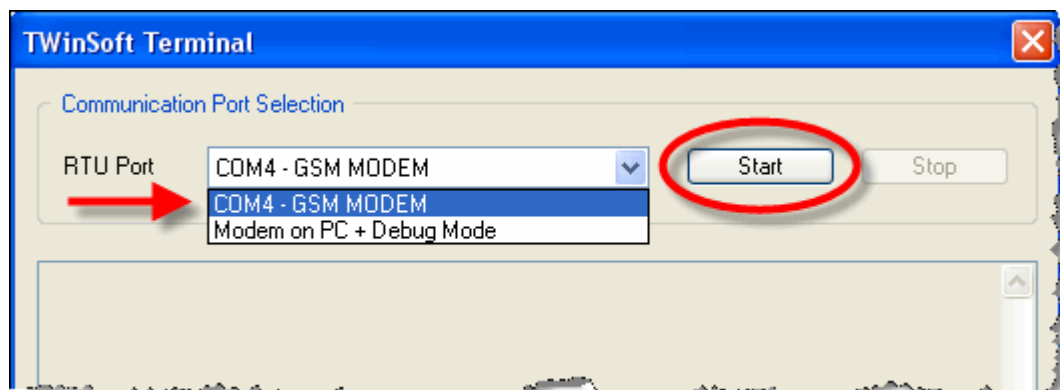 TWinSoft Terminal
Communication Port Selection
RTU Port COM4 - GSM MODEM Start Stop
COM4 - GSM MODEM
Modem on PC + Debug Mode